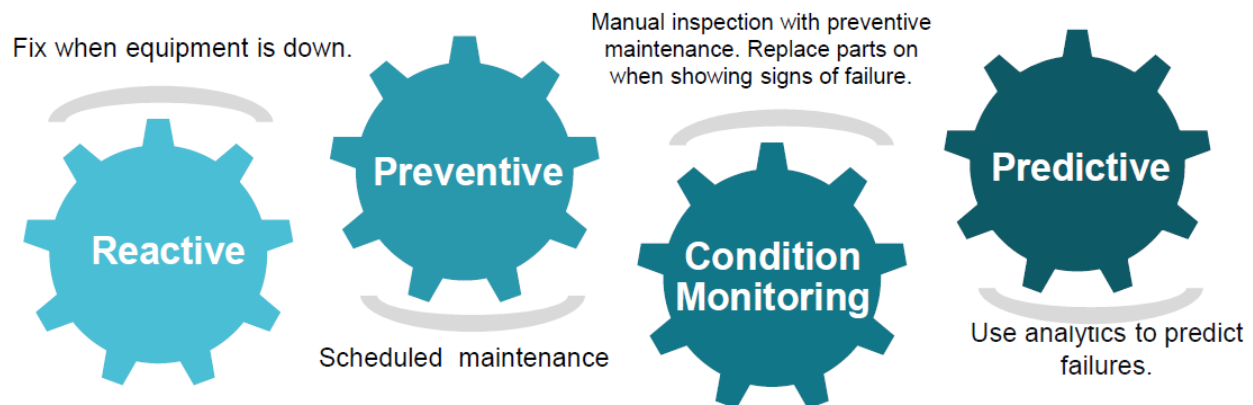 Fix when equipment is down.
Reactive
Preventive
Scheduled maintenance
Manual inspection with preventive
maintenance. Replace parts on
when showing signs of failure.
Condition
Monitoring
Predictive
Use analytics to predict
failures.